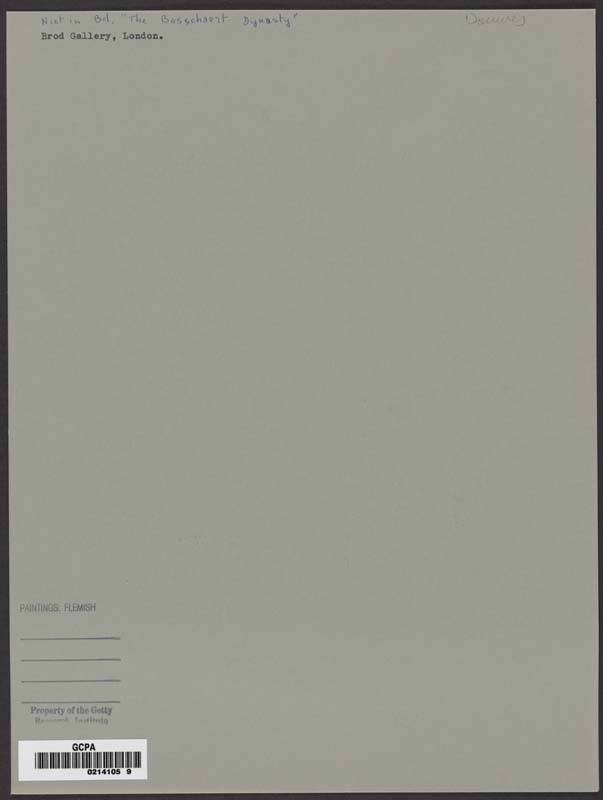 Niet in Bol, "The Bosschaert Dynasty"
Douwes
Brod Gallery, London.
PAINTINGS: FLEMISH
Property of the Getty
Research Institute
GCPA
0214105 9